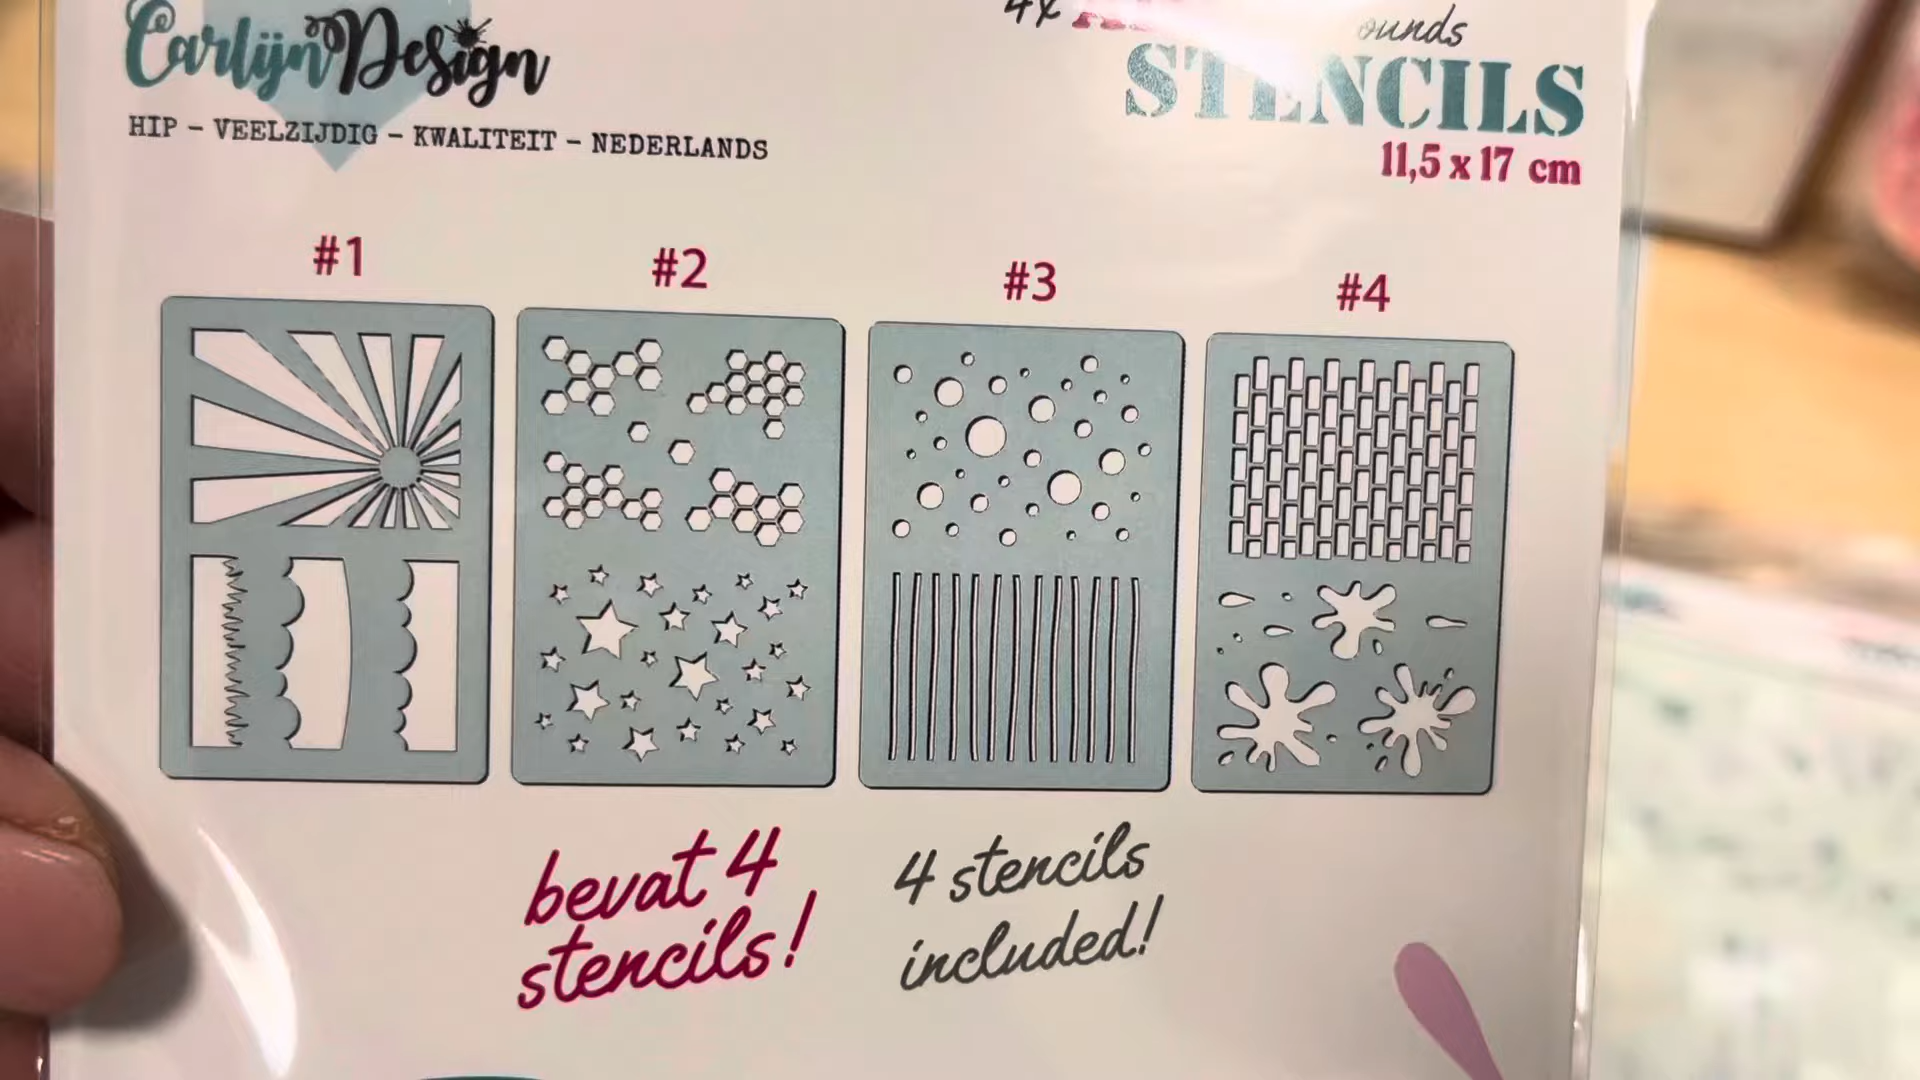 CarlijnDesign
HIP - VEELZIJDIG - KWALITEIT - NEDERLANDS
4x
STENCILS
11,5 x 17 cm
#1
#2
#3
#4
bevat 4
stencils!
4 stencils
included!